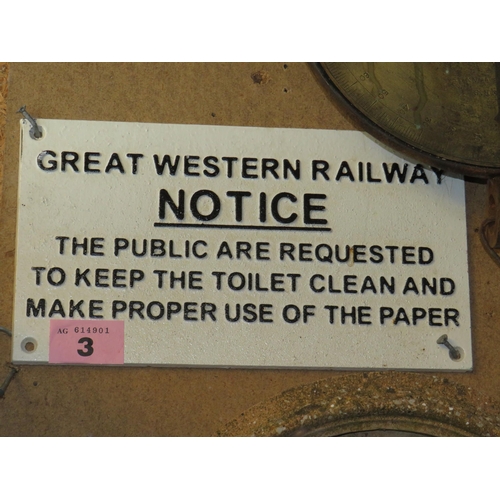 GREAT WESTERN RAILWAY
NOTICE
THE PUBLIC ARE REQUESTED
TO KEEP THE TOILET CLEAN AND
MAKE PROPER USE OF THE PAPER
AG 614901
3